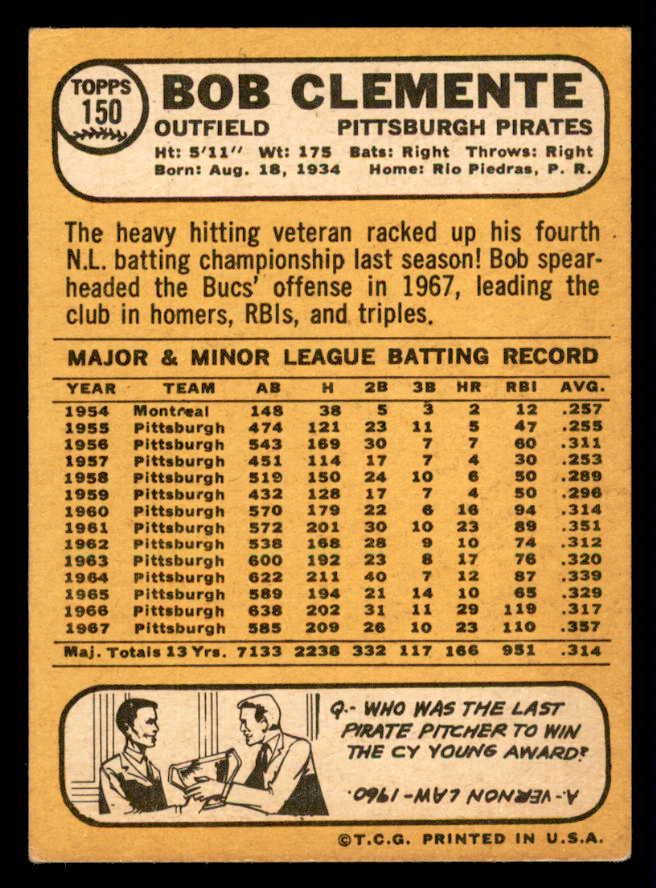 TOPPS
150
BOB CLEMENTE
OUTFIELD PITTSBURGH PIRATES
Ht: 5'11" Wt: 175 Bats: Right Throws: Right
Born: Aug. 18, 1934 Home: Rio Piedras, P. R.
The heavy hitting veteran racked up his fourth
N.L. batting championship last season! Bob spear-
headed the Bucs' offense in 1967, leading the
club in homers, RBIs, and triples.
MAJOR & MINOR LEAGUE BATTING RECORD
YEAR TEAM AB H 2B 3B HR RBI AVG.
1954 Montreal 148 38 5 3 2 12 .257
1955 Pittsburgh 474 121 23 11 5 47 .255
1956 Pittsburgh 543 169 30 7 7 60 .311
1957 Pittsburgh 451 114 17 7 4 30 .253
1958 Pittsburgh 519 150 24 10 6 50 .289
1959 Pittsburgh 432 128 17 7 4 50 .296
1960 Pittsburgh 570 179 22 6 16 94 .314
1961 Pittsburgh 572 201 30 10 23 89 .351
1962 Pittsburgh 538 168 28 9 10 74 .312
1963 Pittsburgh 600 192 23 8 17 76 .320
1964 Pittsburgh 622 211 40 7 12 87 .339
1965 Pittsburgh 589 194 21 14 10 65 .329
1966 Pittsburgh 638 202 31 11 29 119 .317
1967 Pittsburgh 585 209 26 10 23 110 .357
Maj. Totals 13 Yrs. 7133 2238 332 117 166 951 .314
Q.- WHO WAS THE LAST
PIRATE PITCHER TO WIN
THE CY YOUNG AWARD?
A- VERNON LAW-1960.
©T.C.G. PRINTED IN U.S.A.